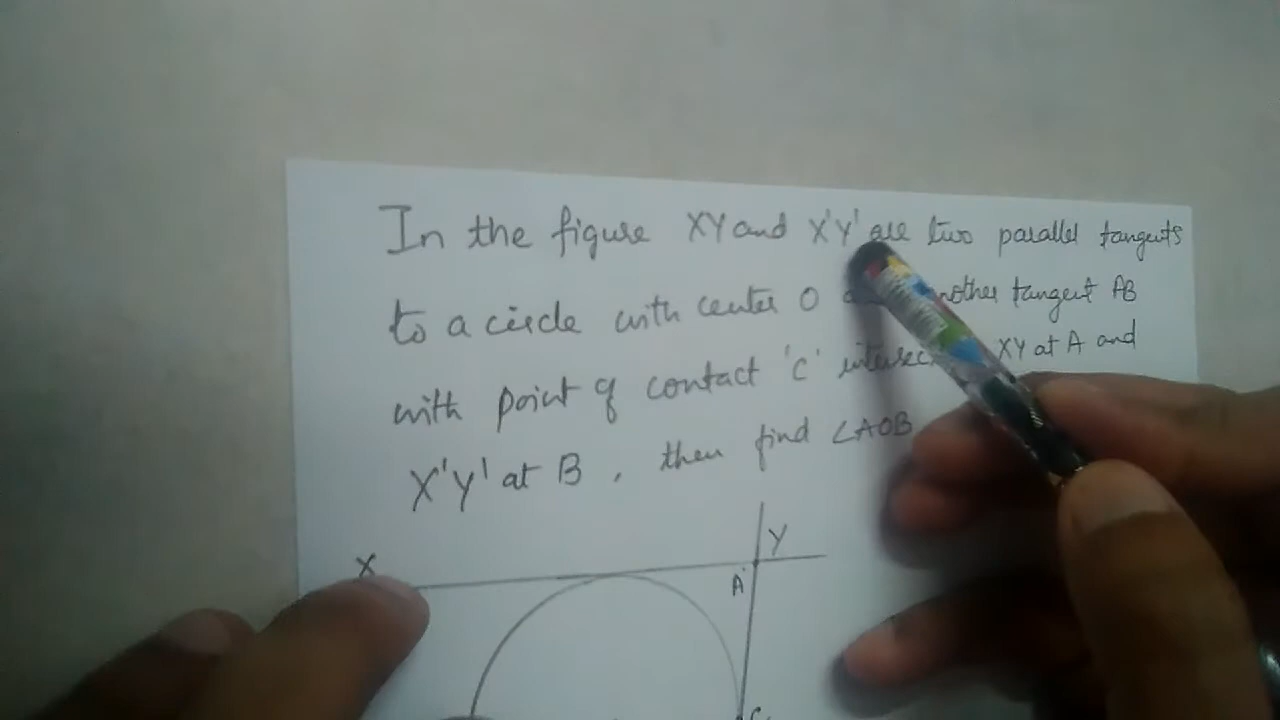 In the figure XY and X'Y' are two parallel tangents
to a circle with center O another tangent AB
with point of contact 'C' XY at A and
X'Y' at B, then find ∠AOB
X
Y
A
C